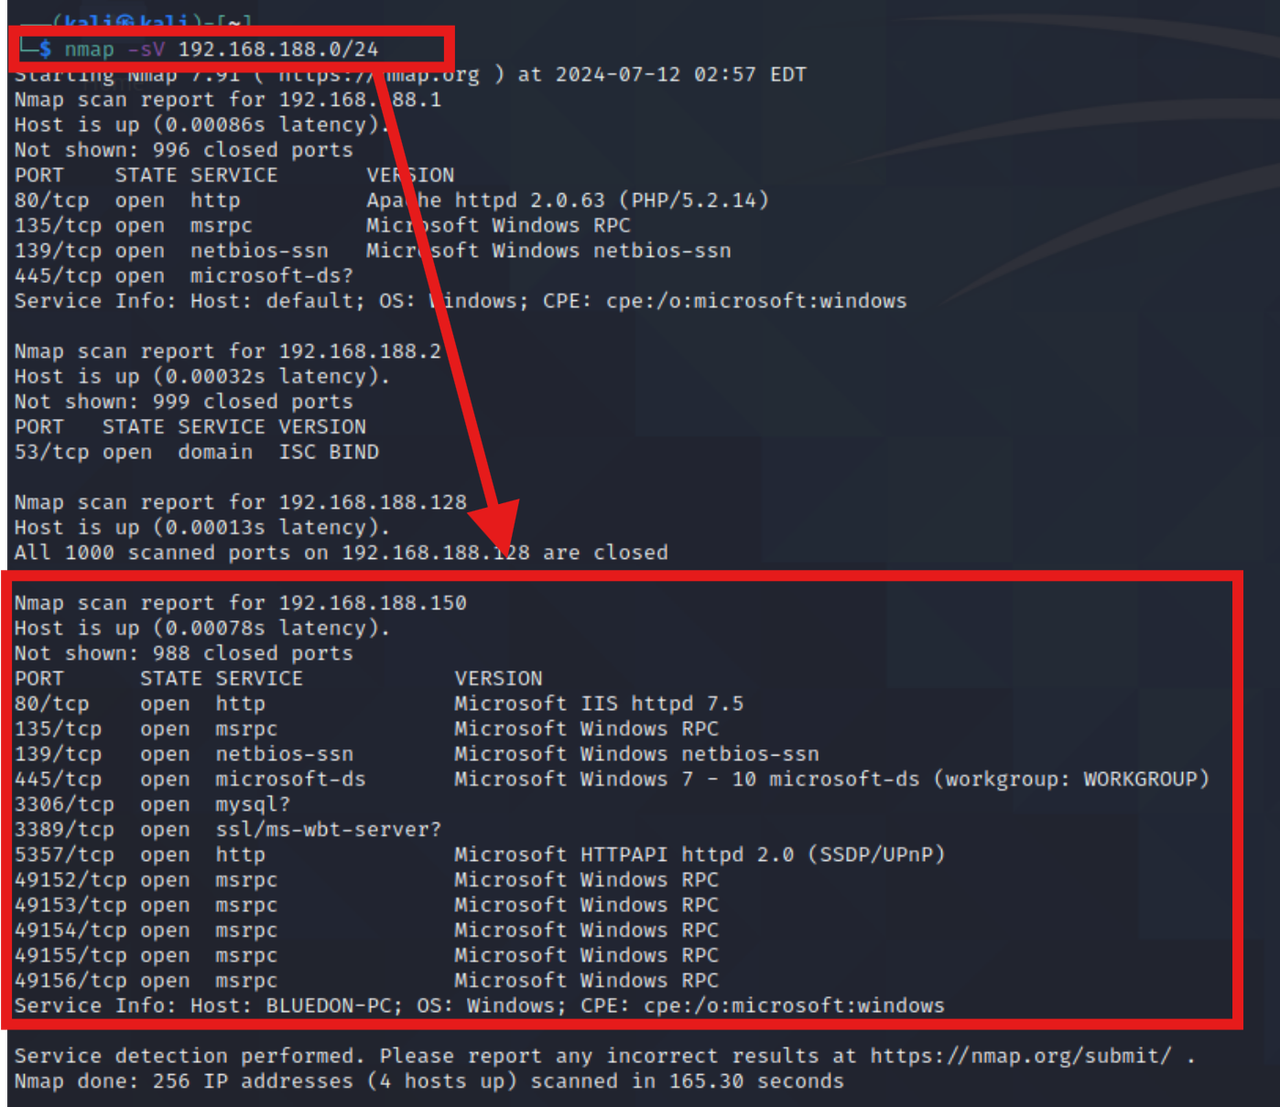 (kali㉿kali)-[~]
└─$ nmap -sV 192.168.188.0/24
Starting Nmap 7.91 ( https://nmap.org ) at 2024-07-12 02:57 EDT
Nmap scan report for 192.168.188.1
Host is up (0.00086s latency).
Not shown: 996 closed ports
PORT    STATE SERVICE       VERSION
80/tcp  open  http          Apache httpd 2.0.63 (PHP/5.2.14)
135/tcp open  msrpc         Microsoft Windows RPC
139/tcp open  netbios-ssn   Microsoft Windows netbios-ssn
445/tcp open  microsoft-ds?
Service Info: Host: default; OS: Windows; CPE: cpe:/o:microsoft:windows
Nmap scan report for 192.168.188.2
Host is up (0.00032s latency).
Not shown: 999 closed ports
PORT   STATE SERVICE VERSION
53/tcp open  domain  ISC BIND
Nmap scan report for 192.168.188.128
Host is up (0.00013s latency).
All 1000 scanned ports on 192.168.188.128 are closed
Nmap scan report for 192.168.188.150
Host is up (0.00078s latency).
Not shown: 988 closed ports
PORT      STATE SERVICE            VERSION
80/tcp    open  http               Microsoft IIS httpd 7.5
135/tcp   open  msrpc              Microsoft Windows RPC
139/tcp   open  netbios-ssn        Microsoft Windows netbios-ssn
445/tcp   open  microsoft-ds       Microsoft Windows 7 - 10 microsoft-ds (workgroup: WORKGROUP)
3306/tcp  open  mysql?
3389/tcp  open  ssl/ms-wbt-server?
5357/tcp  open  http               Microsoft HTTPAPI httpd 2.0 (SSDP/UPnP)
49152/tcp open  msrpc              Microsoft Windows RPC
49153/tcp open  msrpc              Microsoft Windows RPC
49154/tcp open  msrpc              Microsoft Windows RPC
49155/tcp open  msrpc              Microsoft Windows RPC
49156/tcp open  msrpc              Microsoft Windows RPC
Service Info: Host: BLUEDON-PC; OS: Windows; CPE: cpe:/o:microsoft:windows
Service detection performed. Please report any incorrect results at https://nmap.org/submit/ .
Nmap done: 256 IP addresses (4 hosts up) scanned in 165.30 seconds